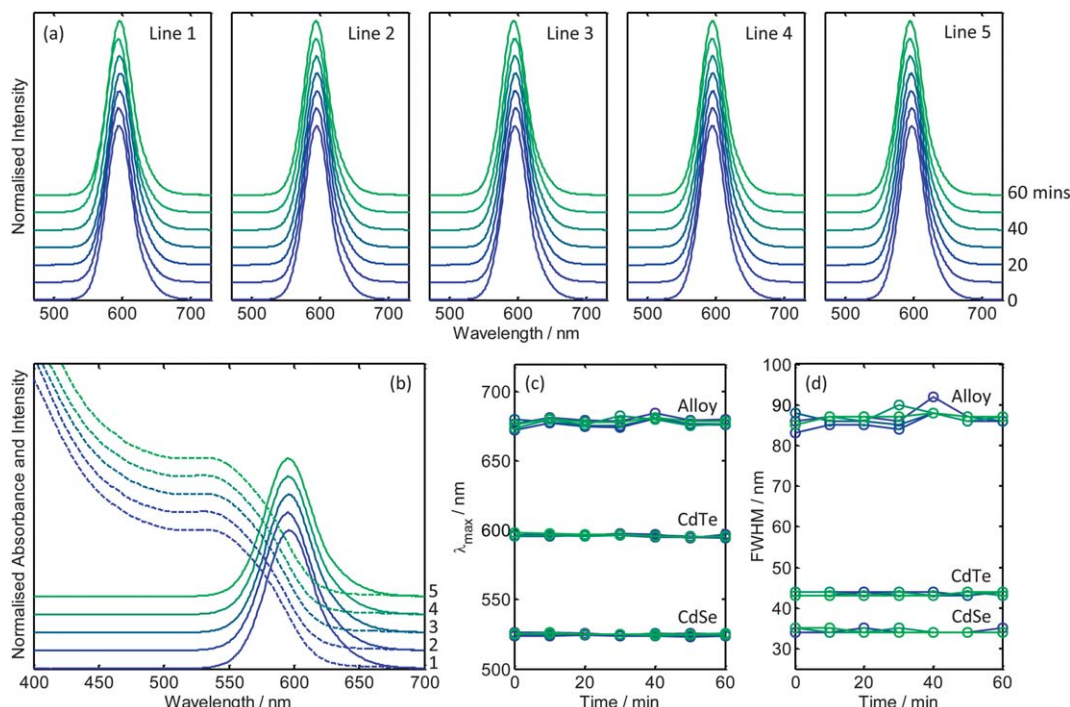 (a)
Line 1
Line 2
Line 3
Line 4
Line 5
Normalised Intensity
60 mins
40
20
0
500 600 700
500 600 700
500 600 700
500 600 700
500 600 700
Wavelength / nm
(b)
Normalised Absorbance and Intensity
5
4
3
2
1
400 450 500 550 600 650 700
Wavelength / nm
(c)
λmax / nm
700
650
600
550
500
Alloy
CdTe
CdSe
0 20 40 60
Time / min
(d)
FWHM / nm
100
90
80
70
60
50
40
30
Alloy
CdTe
CdSe
0 20 40 60
Time / min